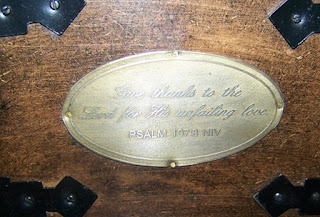 Give thanks to the
Lord for His unfailing love.
PSALM 107:8 NIV